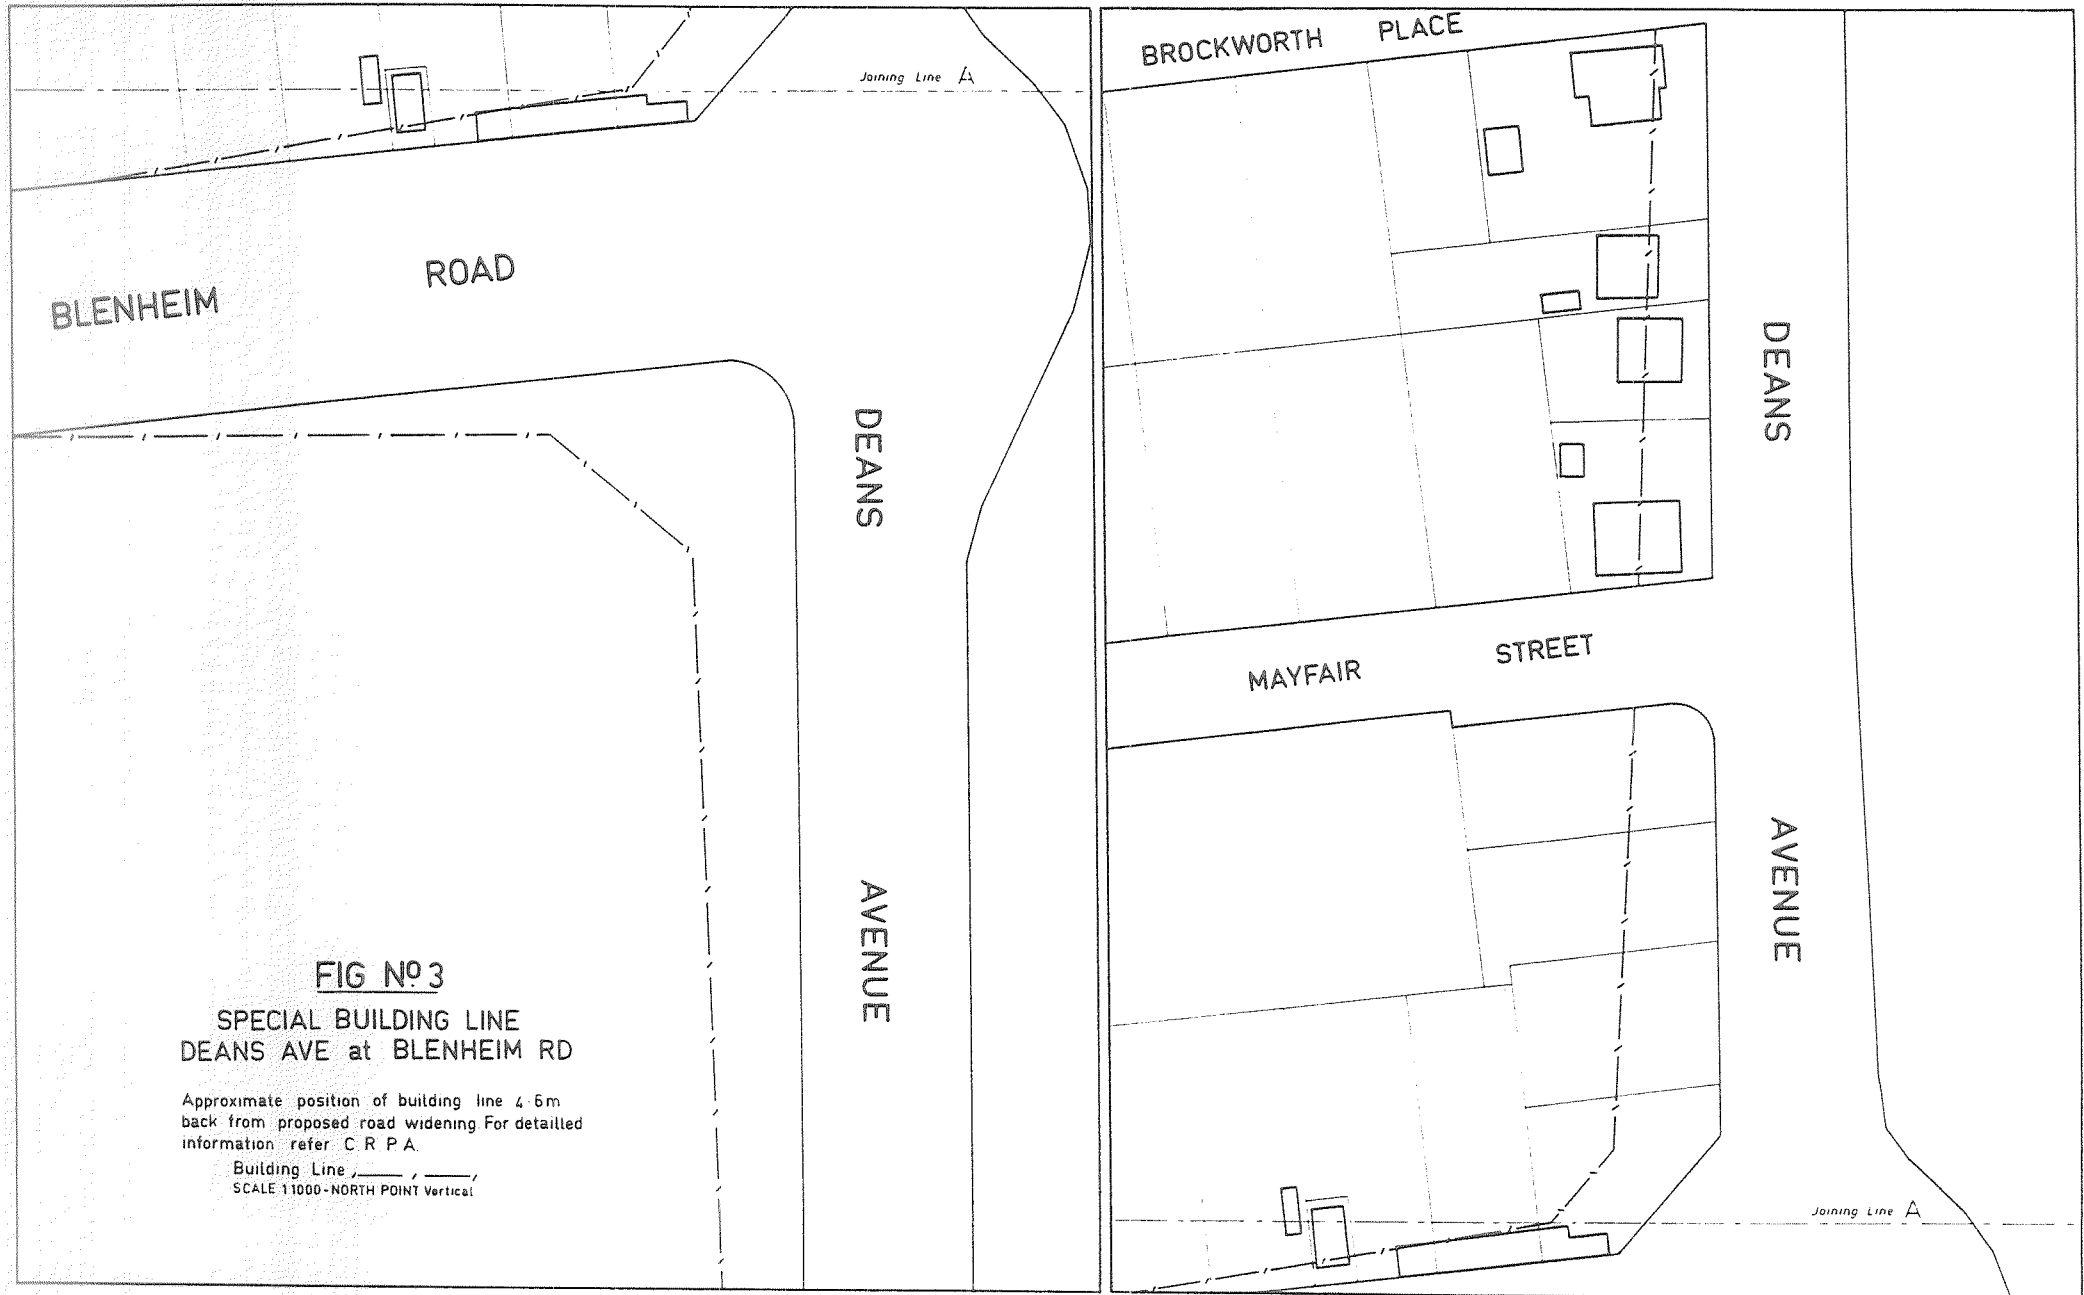 Joining Line A
BLENHEIM ROAD
DEANS
AVENUE
FIG Nº 3
SPECIAL BUILDING LINE
DEANS AVE at BLENHEIM RD
Approximate position of building line 4·6m
back from proposed road widening. For detailled
information refer C R P A.
Building Line
SCALE 1:1000-NORTH POINT Vertical
BROCKWORTH PLACE
DEANS
MAYFAIR STREET
AVENUE
Joining Line A